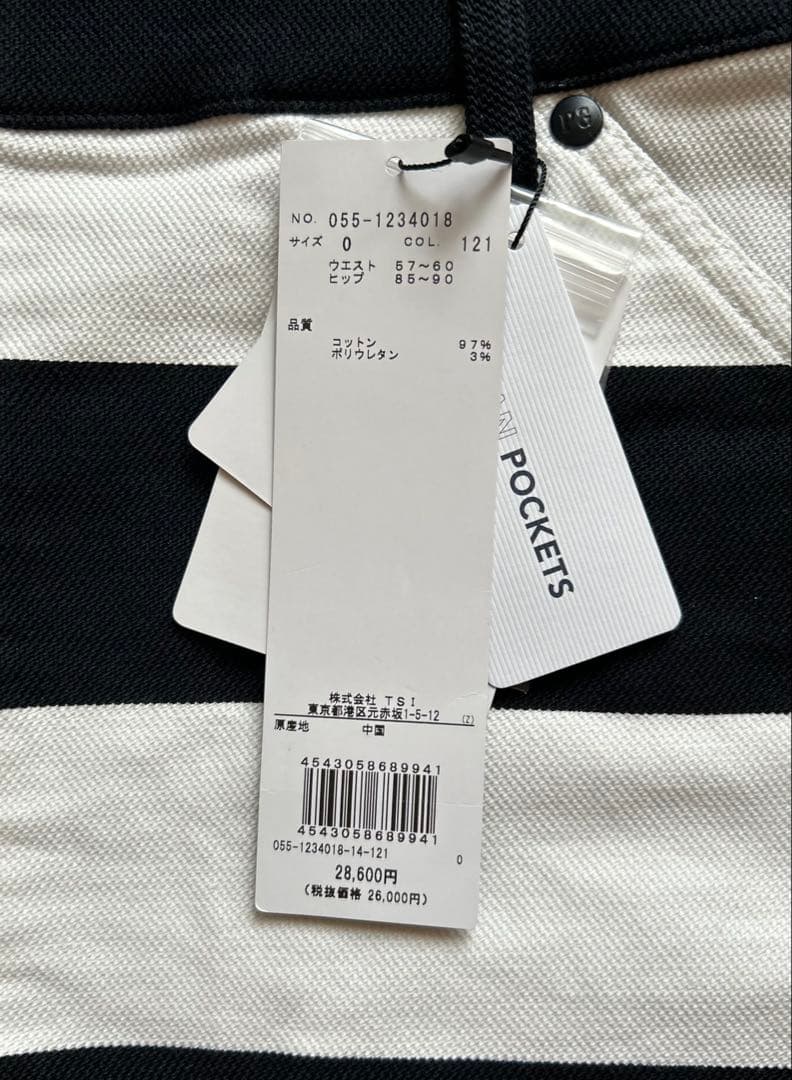 PG
NO. 055-1234018
サイズ 0 COL. 121
ウエスト 57～60
ヒップ 85～90
品質
コットン 97%
ポリウレタン 3%
POCKETS
株式会社 TSI
東京都港区元赤坂1-5-12 (Z)
原産地 中国
4543058689941
4543058689941
055-1234018-14-121 0
28,600円
(税抜価格 26,000円)